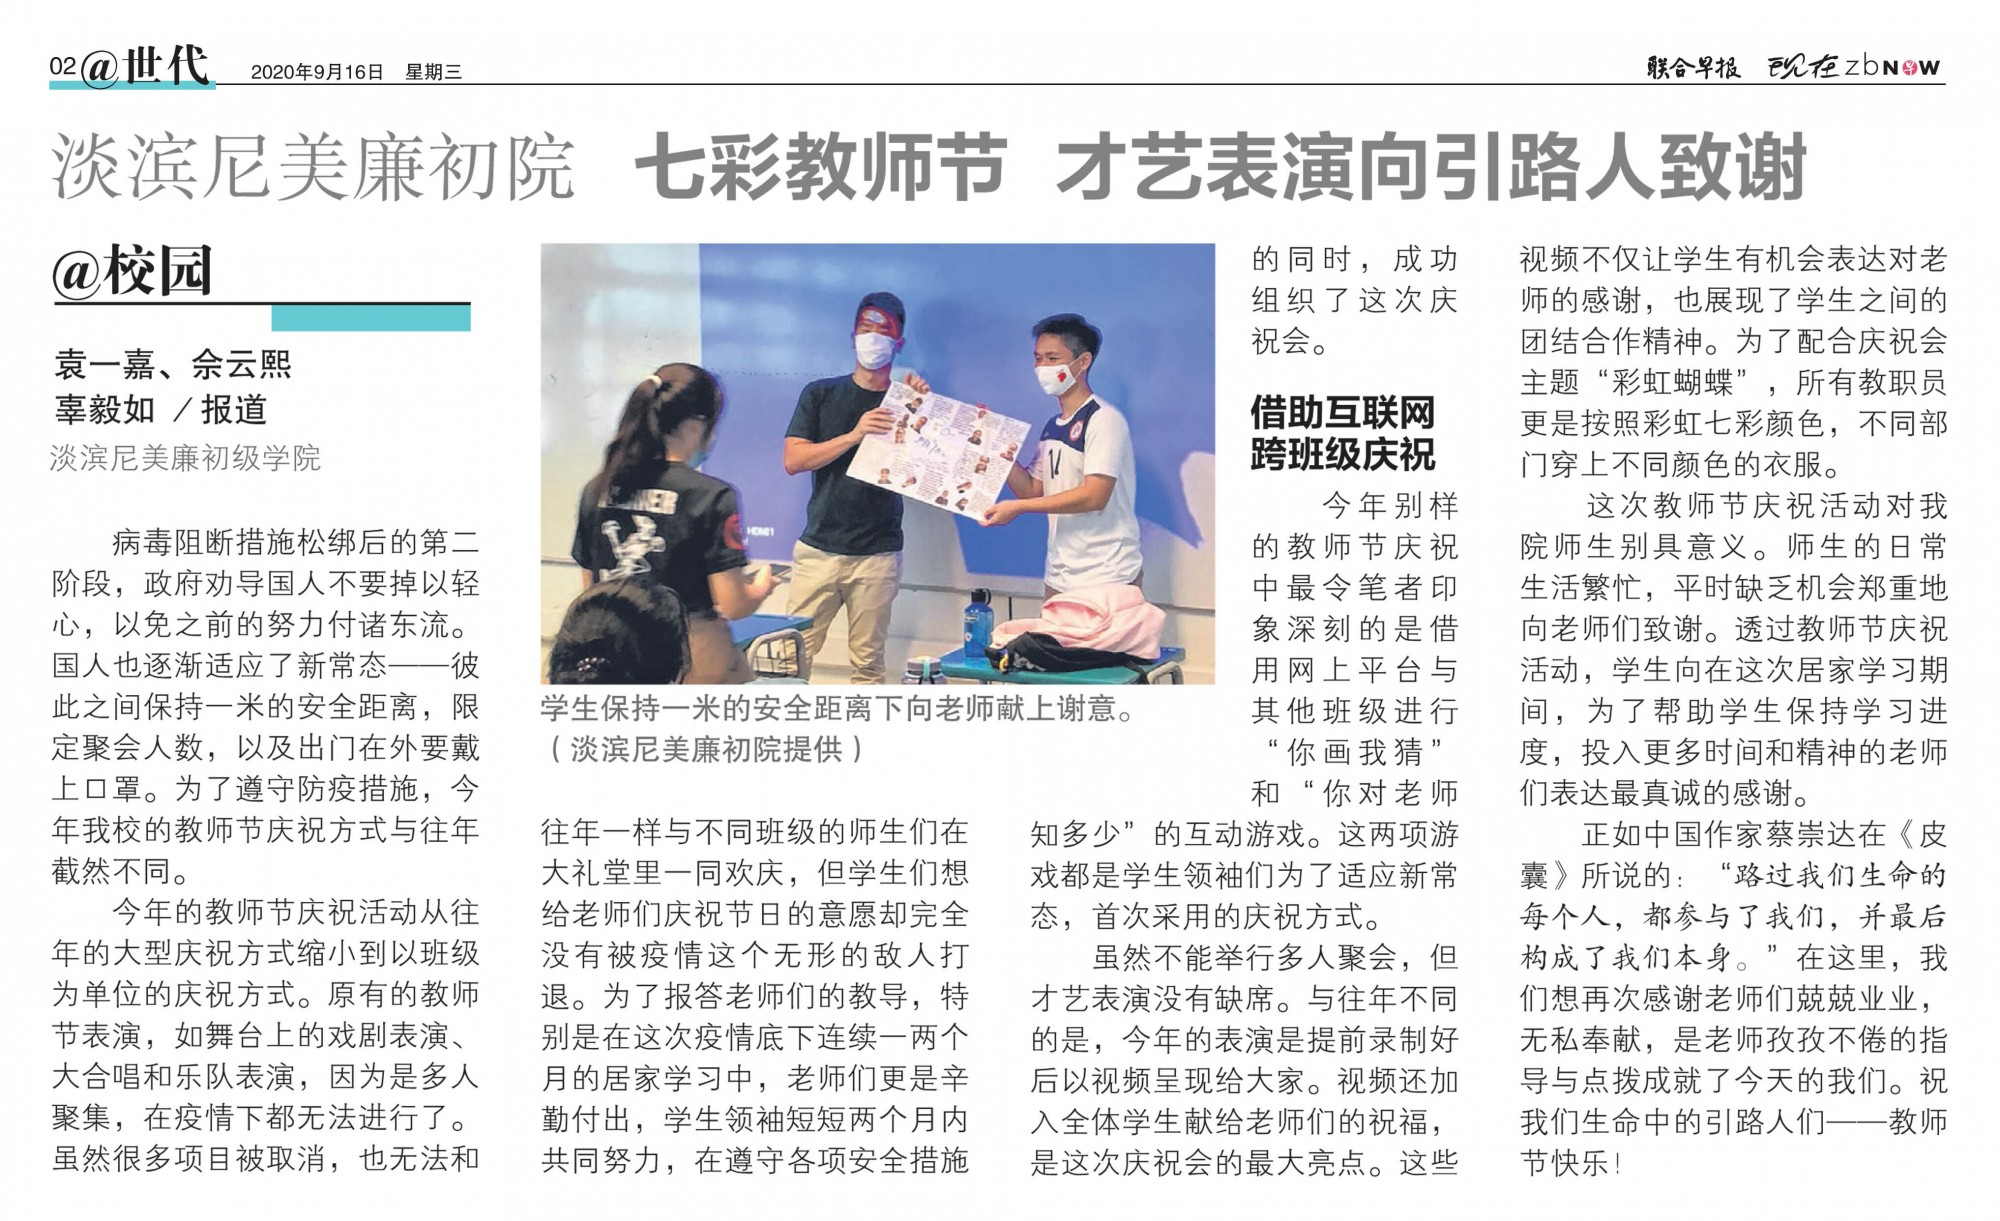 02 @世代 2020年9月16日 星期三
联合早报 现在 zbNOW
淡滨尼美廉初院 七彩教师节 才艺表演向引路人致谢
@校园
袁一嘉、佘云熙
辜毅如 ／报道
淡滨尼美廉初级学院
病毒阻断措施松绑后的第二
阶段，政府劝导国人不要掉以轻
心，以免之前的努力付诸东流。
国人也逐渐适应了新常态——彼
此之间保持一米的安全距离，限
定聚会人数，以及出门在外要戴
上口罩。为了遵守防疫措施，今
年我校的教师节庆祝方式与往年
截然不同。
今年的教师节庆祝活动从往
年的大型庆祝方式缩小到以班级
为单位的庆祝方式。原有的教师
节表演，如舞台上的戏剧表演、
大合唱和乐队表演，因为是多人
聚集，在疫情下都无法进行了。
虽然很多项目被取消，也无法和
HDMI1
14
学生保持一米的安全距离下向老师献上谢意。
（淡滨尼美廉初院提供）
往年一样与不同班级的师生们在
大礼堂里一同欢庆，但学生们想
给老师们庆祝节日的意愿却完全
没有被疫情这个无形的敌人打
退。为了报答老师们的教导，特
别是在这次疫情底下连续一两个
月的居家学习中，老师们更是辛
勤付出，学生领袖短短两个月内
共同努力，在遵守各项安全措施
的同时，成功
组织了这次庆
祝会。
借助互联网
跨班级庆祝
今年别样
的教师节庆祝
中最令笔者印
象深刻的是借
用网上平台与
其他班级进行
“你画我猜”
和“你对老师
知多少”的互动游戏。这两项游
戏都是学生领袖们为了适应新常
态，首次采用的庆祝方式。
虽然不能举行多人聚会，但
才艺表演没有缺席。与往年不同
的是，今年的表演是提前录制好
后以视频呈现给大家。视频还加
入全体学生献给老师们的祝福，
是这次庆祝会的最大亮点。这些
视频不仅让学生有机会表达对老
师的感谢，也展现了学生之间的
团结合作精神。为了配合庆祝会
主题“彩虹蝴蝶”，所有教职员
更是按照彩虹七彩颜色，不同部
门穿上不同颜色的衣服。
这次教师节庆祝活动对我
院师生别具意义。师生的日常
生活繁忙，平时缺乏机会郑重地
向老师们致谢。透过教师节庆祝
活动，学生向在这次居家学习期
间，为了帮助学生保持学习进
度，投入更多时间和精神的老师
们表达最真诚的感谢。
正如中国作家蔡崇达在《皮
囊》所说的：“路过我们生命的
每个人，都参与了我们，并最后
构成了我们本身。”在这里，我
们想再次感谢老师们兢兢业业，
无私奉献，是老师孜孜不倦的指
导与点拨成就了今天的我们。祝
我们生命中的引路人们——教师
节快乐！